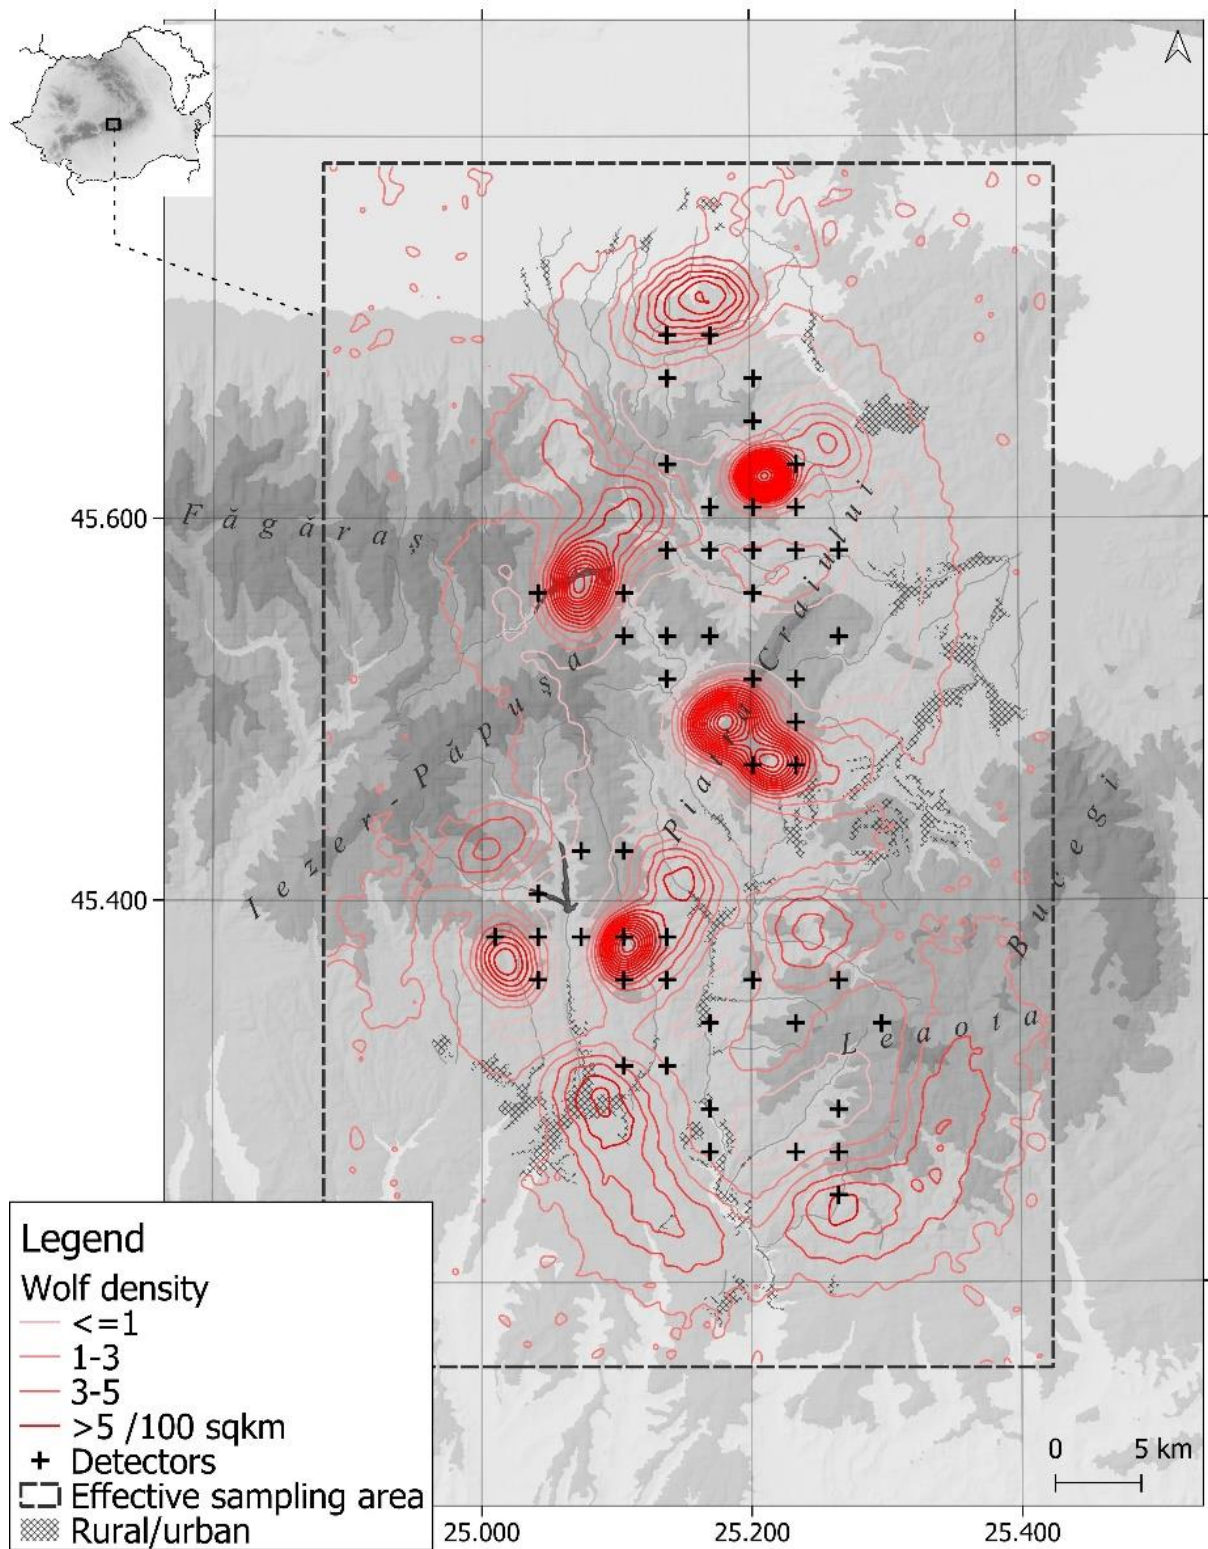 45.600
45.400
Făgăraș
Iezer-Păpușa
Piatra Craiului
Bucegi
Leaota
Legend
Wolf density
<=1
1-3
3-5
>5 /100 sqkm
Detectors
Effective sampling area
Rural/urban
0 5 km
25.000 25.200 25.400